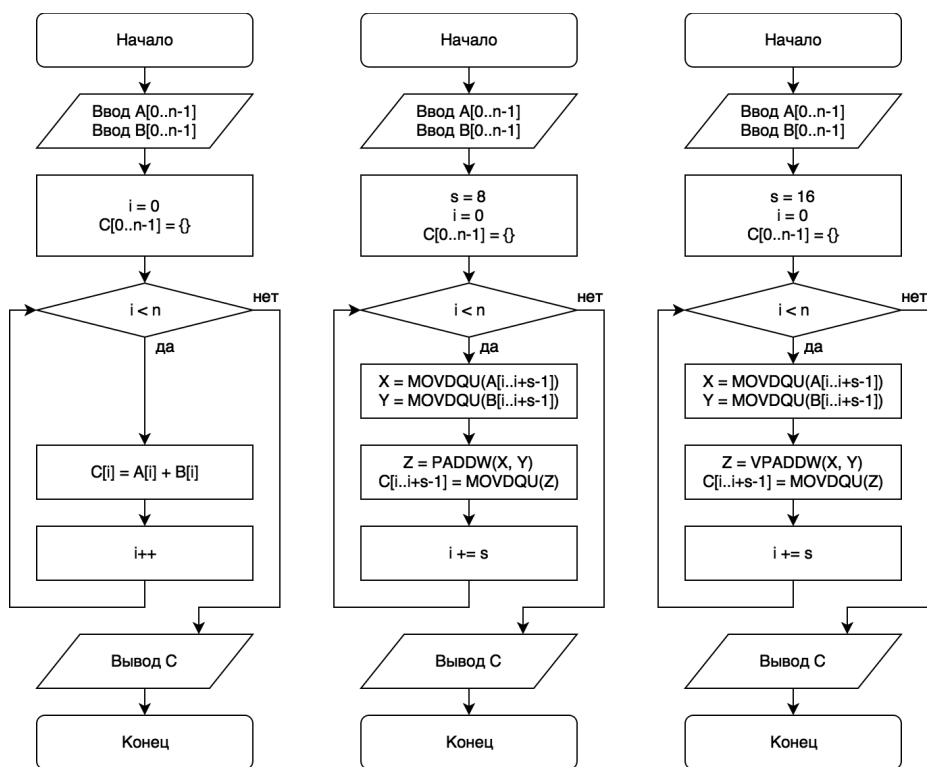 Начало
Ввод A[0..n-1]
Ввод B[0..n-1]
i = 0
C[0..n-1] = {}
i < n
нет
да
C[i] = A[i] + B[i]
i++
Вывод C
Конец
Начало
Ввод A[0..n-1]
Ввод B[0..n-1]
s = 8
i = 0
C[0..n-1] = {}
i < n
нет
да
X = MOVDQU(A[i..i+s-1])
Y = MOVDQU(B[i..i+s-1])
Z = PADDW(X, Y)
C[i..i+s-1] = MOVDQU(Z)
i += s
Вывод C
Конец
Начало
Ввод A[0..n-1]
Ввод B[0..n-1]
s = 16
i = 0
C[0..n-1] = {}
i < n
нет
да
X = MOVDQU(A[i..i+s-1])
Y = MOVDQU(B[i..i+s-1])
Z = VPADDW(X, Y)
C[i..i+s-1] = MOVDQU(Z)
i += s
Вывод C
Конец